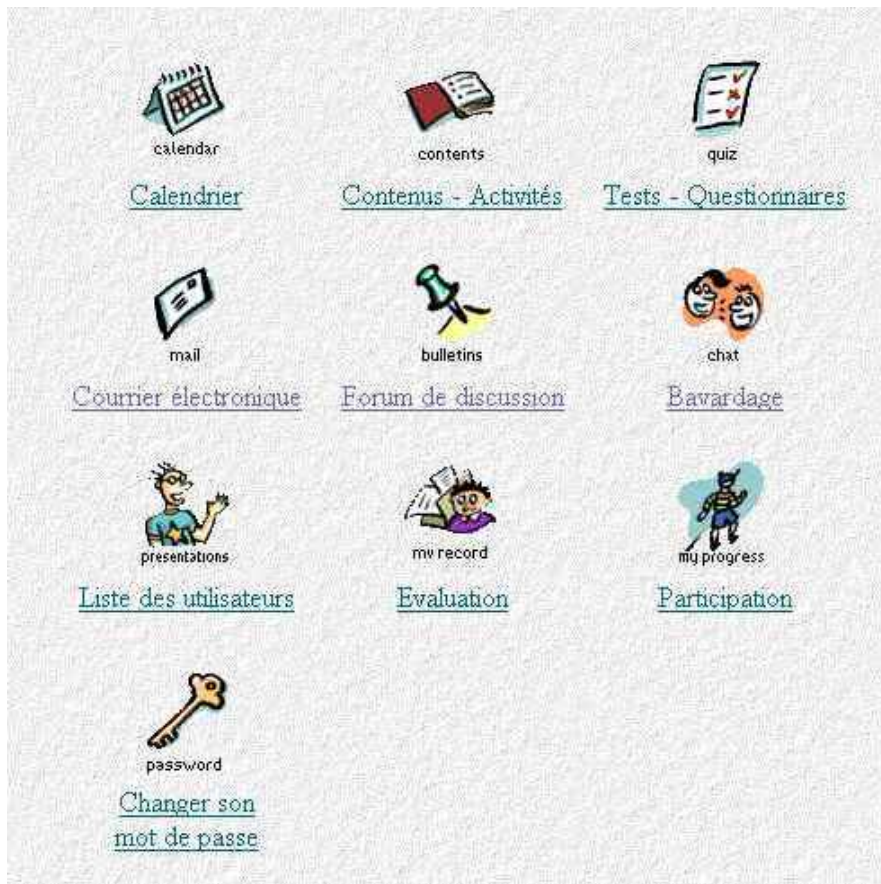 calendar
contents
quiz
Calendrier
Contenus - Activités
Tests - Questionnaires
mail
bulletins
chat
Courrier électronique
Forum de discussion
Bavardage
presentations
my record
my progress
Liste des utilisateurs
Evaluation
Participation
password
Changer son
mot de passe